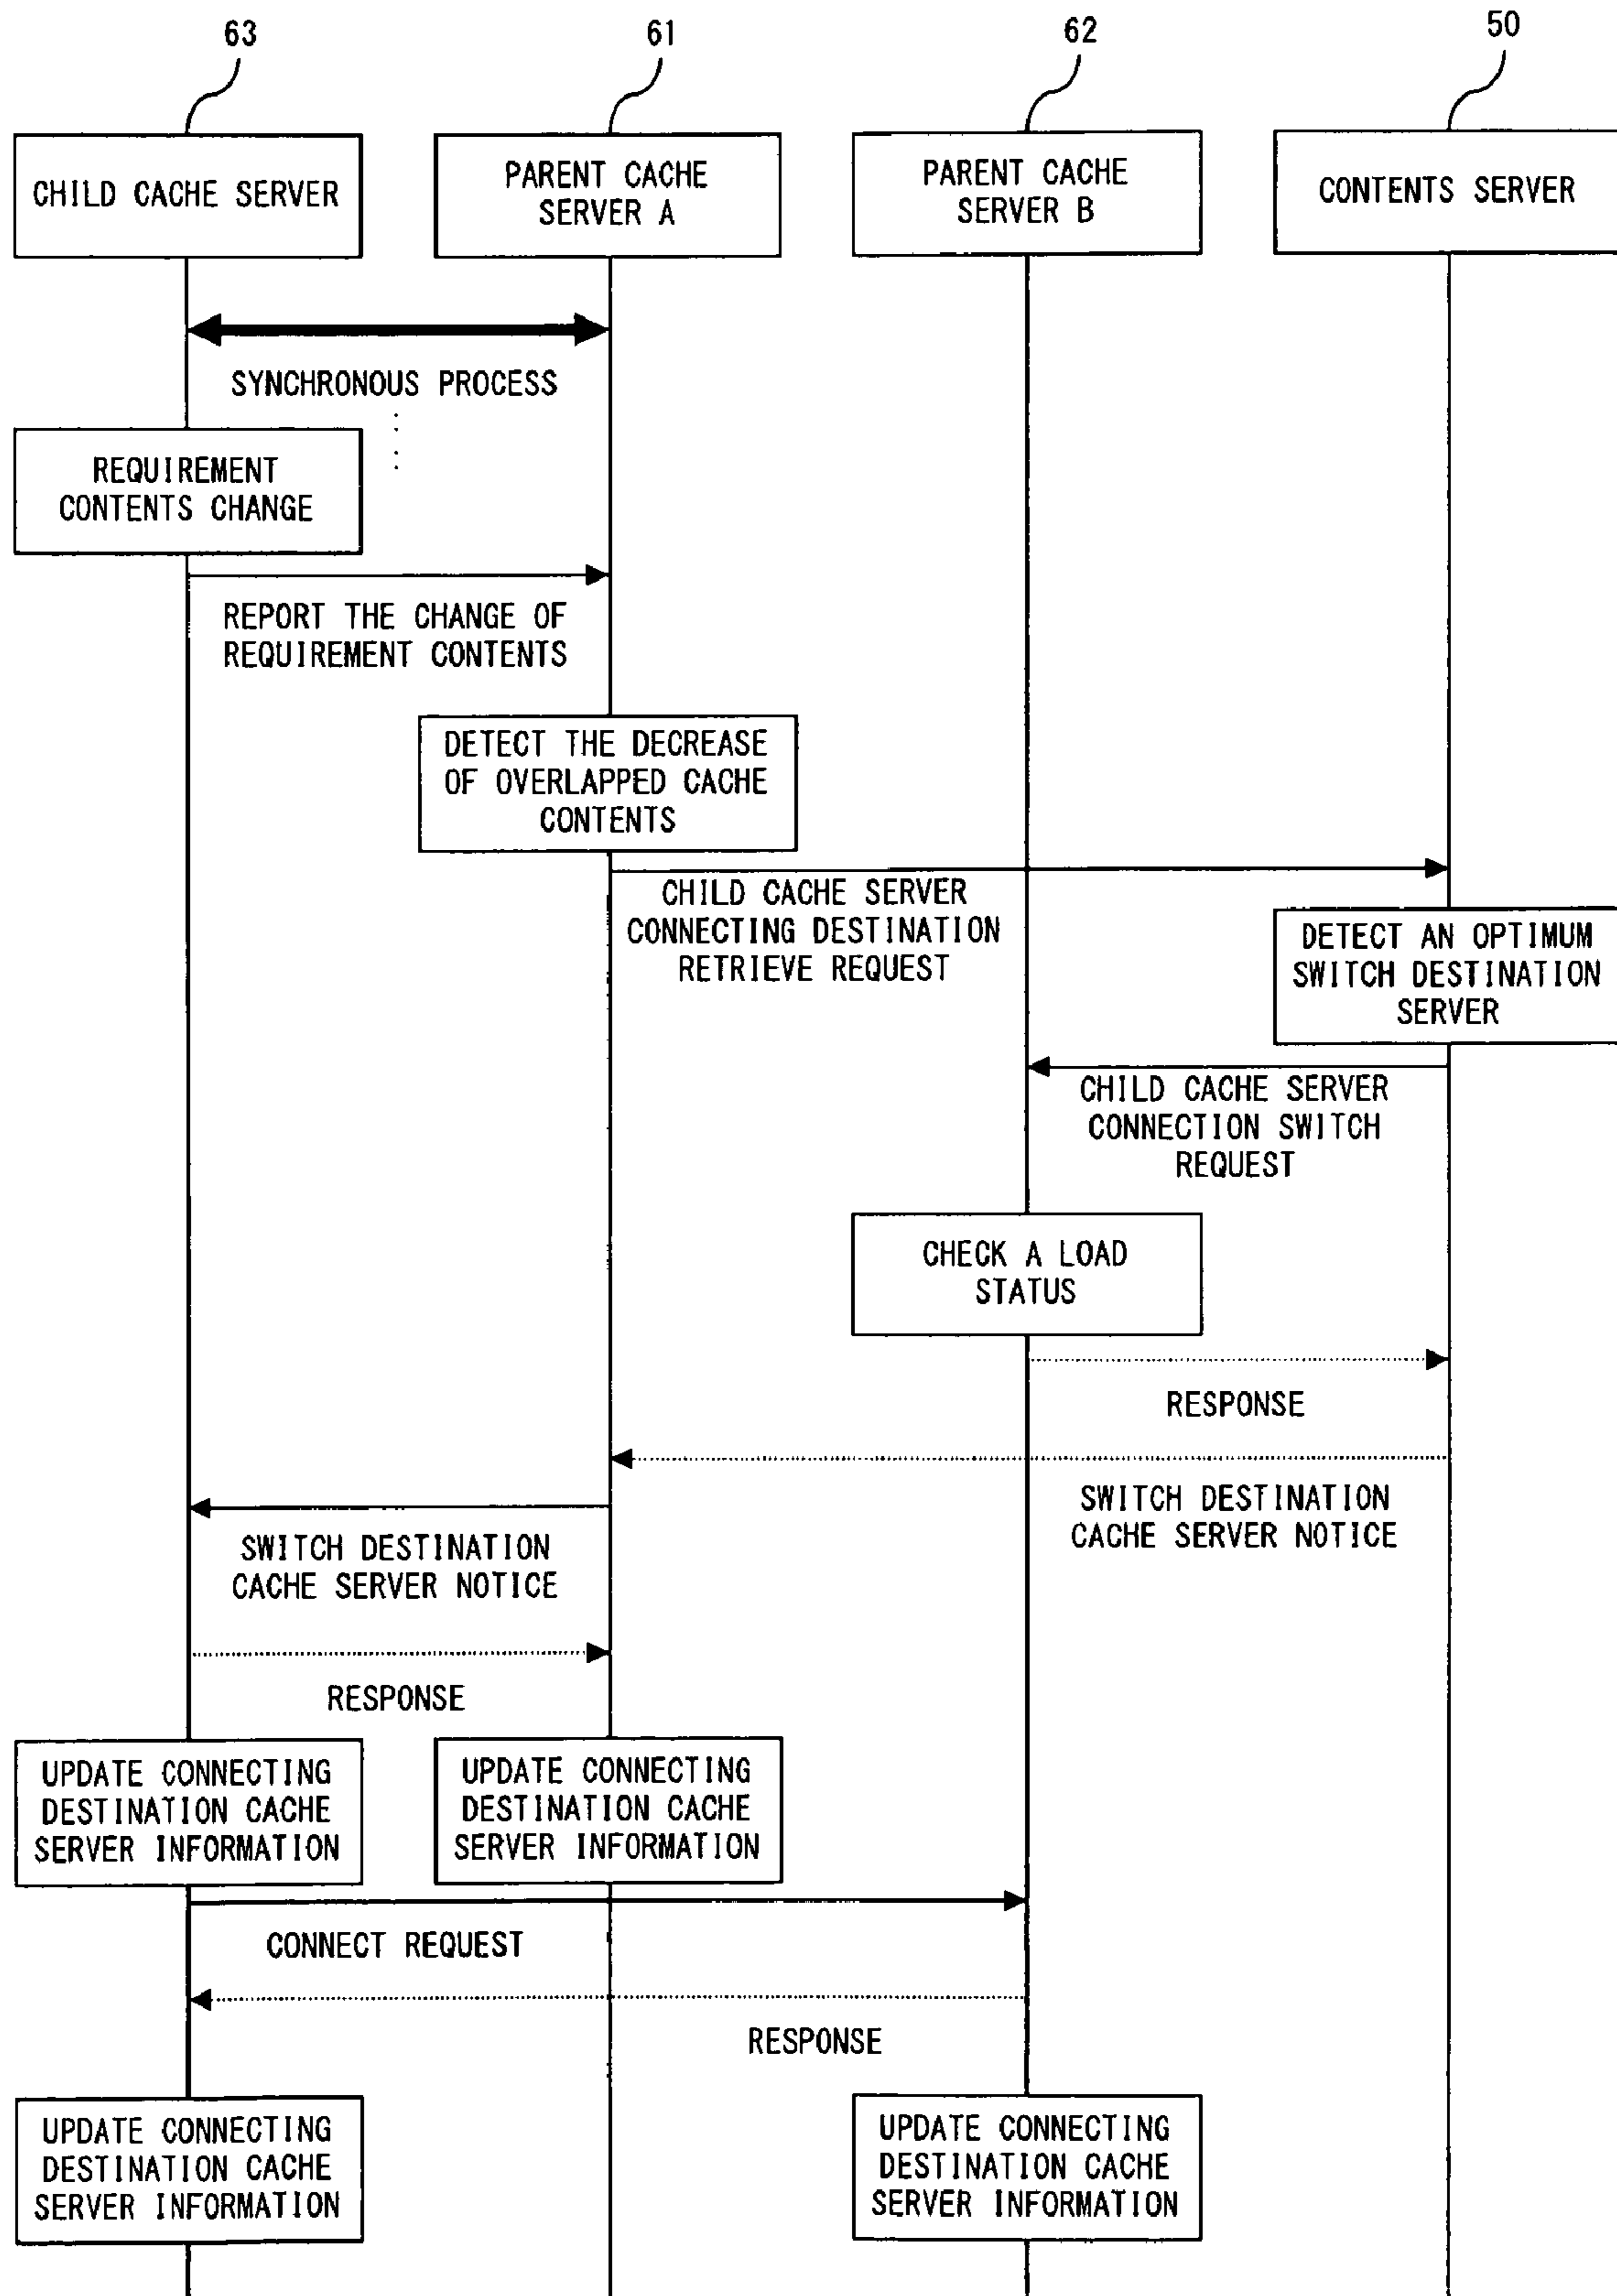 63
61
62
50
CHILD CACHE SERVER
PARENT CACHE
SERVER A
PARENT CACHE
SERVER B
CONTENTS SERVER
SYNCHRONOUS PROCESS
REQUIREMENT
CONTENTS CHANGE
REPORT THE CHANGE OF
REQUIREMENT CONTENTS
DETECT THE DECREASE
OF OVERLAPPED CACHE
CONTENTS
CHILD CACHE SERVER
CONNECTING DESTINATION
RETRIEVE REQUEST
DETECT AN OPTIMUM
SWITCH DESTINATION
SERVER
CHILD CACHE SERVER
CONNECTION SWITCH
REQUEST
CHECK A LOAD
STATUS
RESPONSE
SWITCH DESTINATION
CACHE SERVER NOTICE
SWITCH DESTINATION
CACHE SERVER NOTICE
RESPONSE
UPDATE CONNECTING
DESTINATION CACHE
SERVER INFORMATION
UPDATE CONNECTING
DESTINATION CACHE
SERVER INFORMATION
CONNECT REQUEST
RESPONSE
UPDATE CONNECTING
DESTINATION CACHE
SERVER INFORMATION
UPDATE CONNECTING
DESTINATION CACHE
SERVER INFORMATION